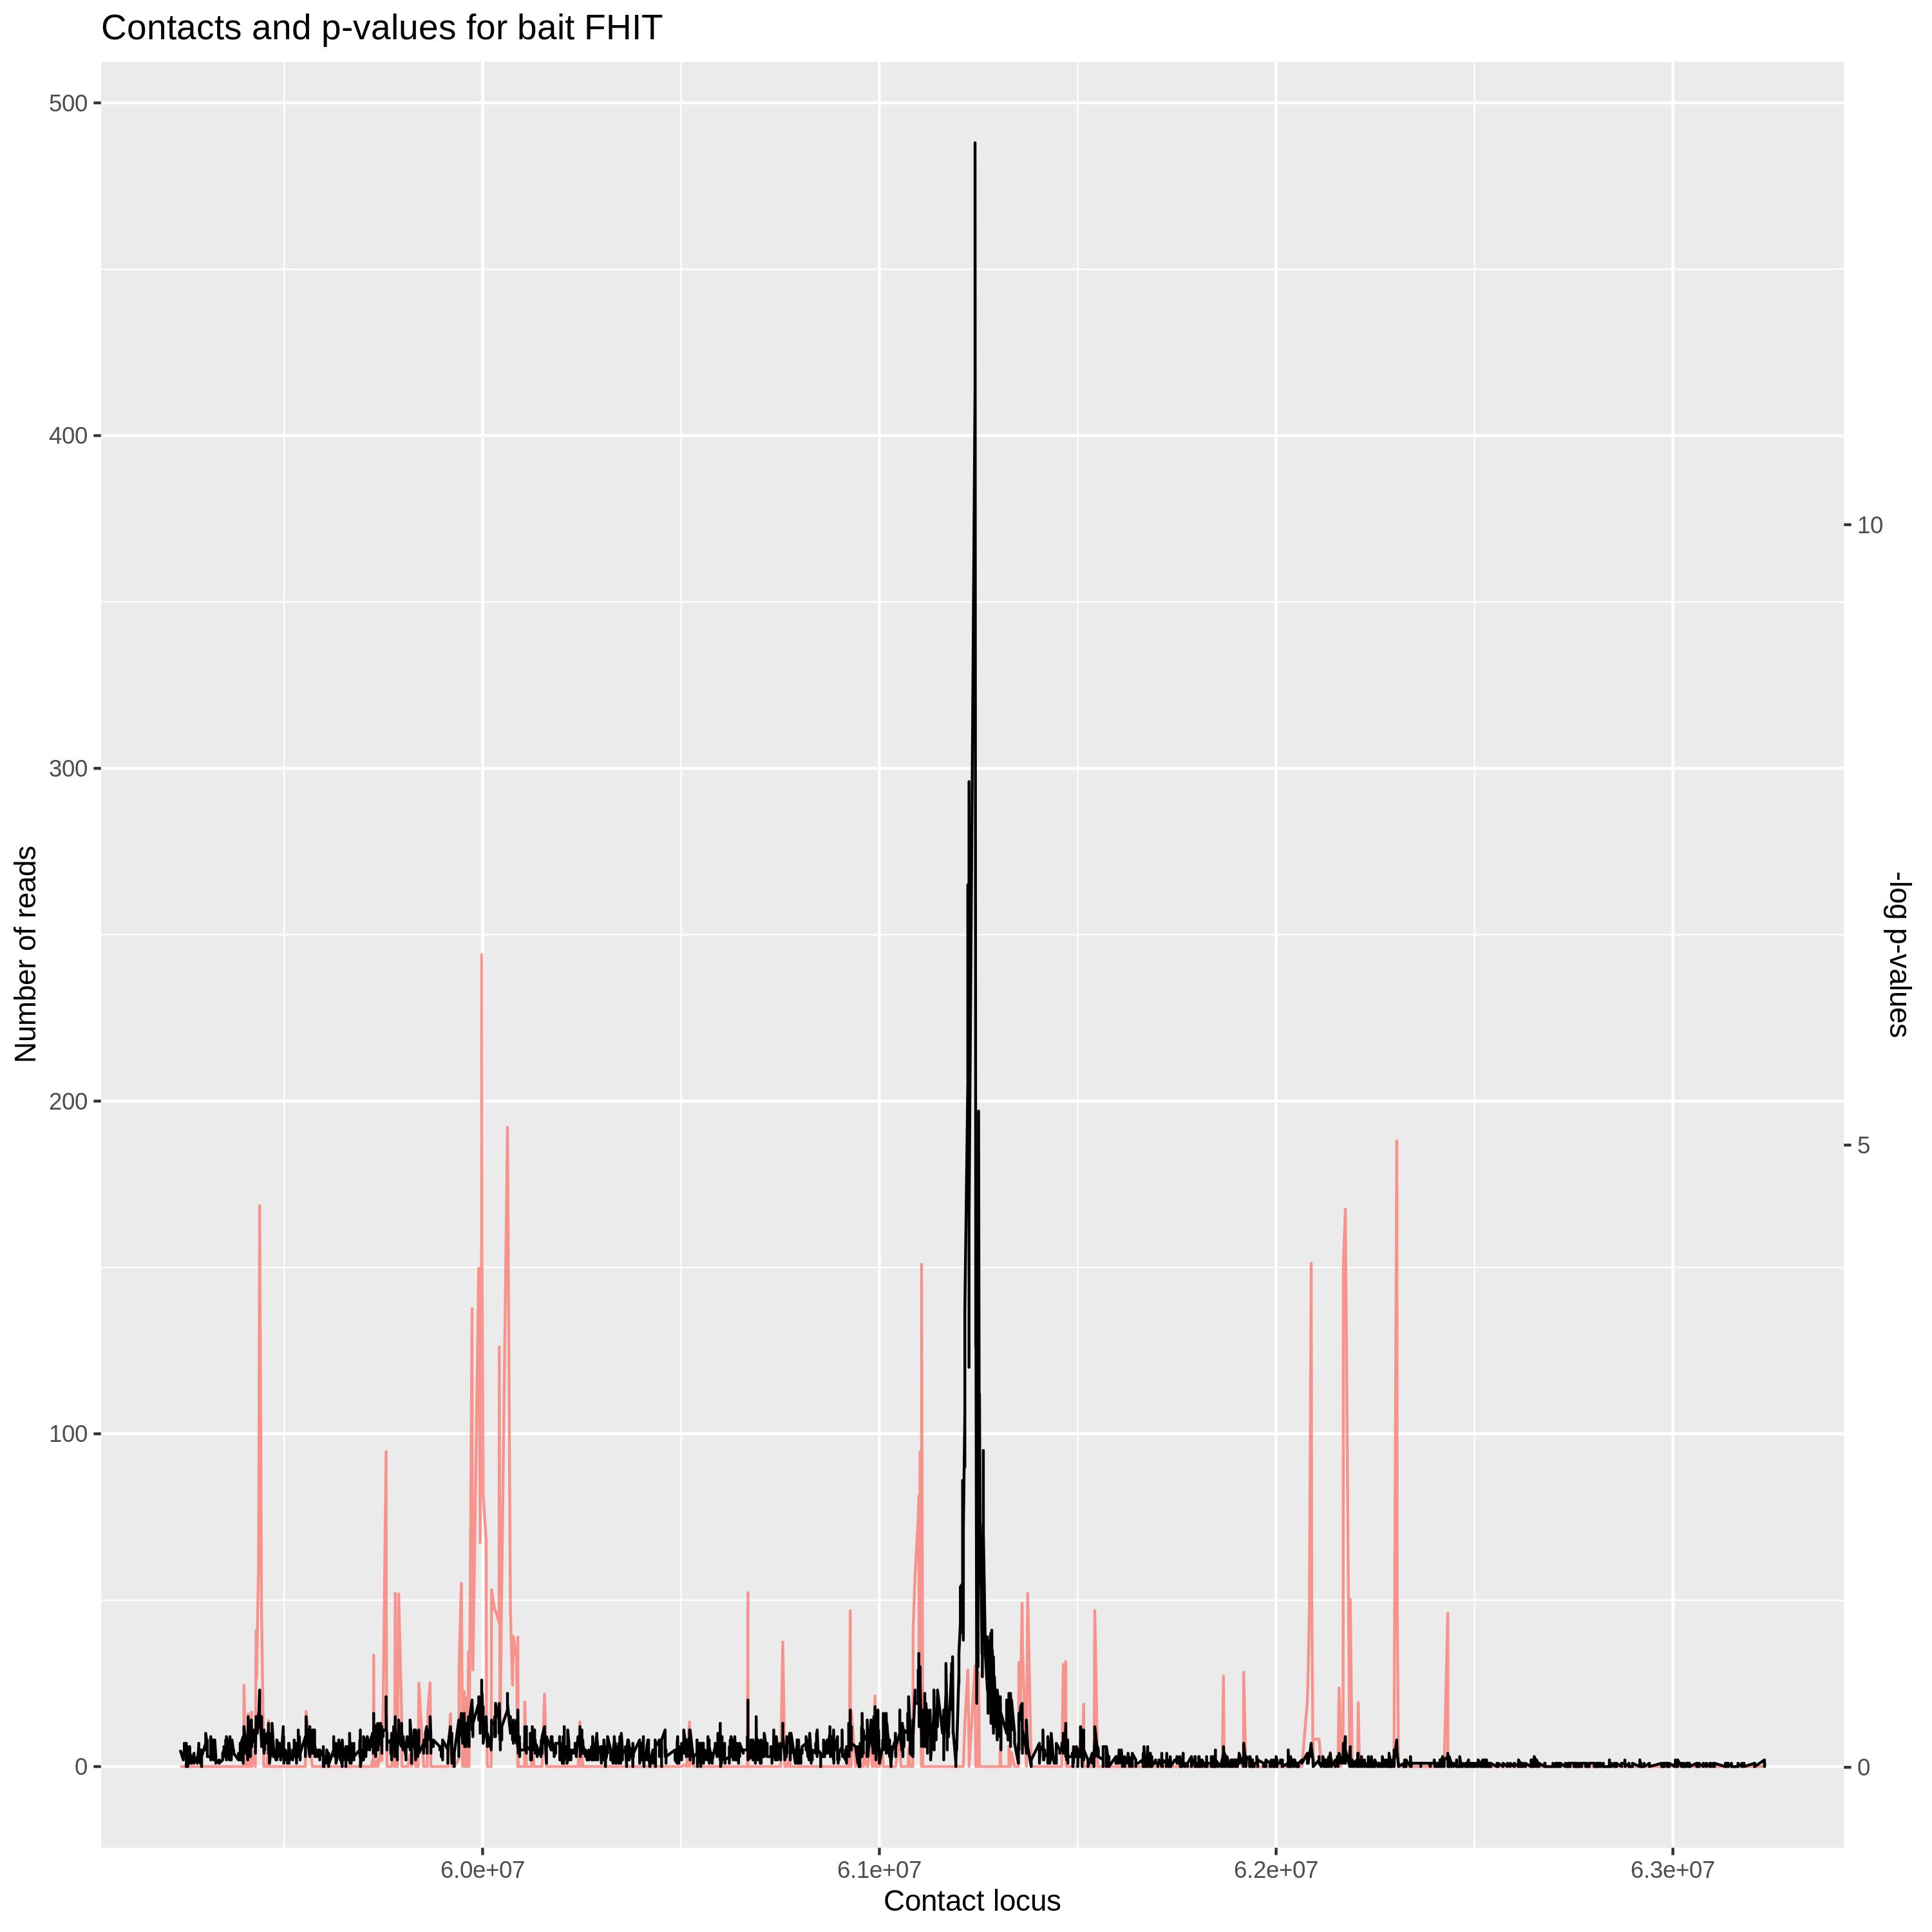 Contacts and p-values for bait FHIT
500
400
300
200
100
0
Number of reads
10
5
0
-log p-values
6.0e+07
6.1e+07
6.2e+07
6.3e+07
Contact locus